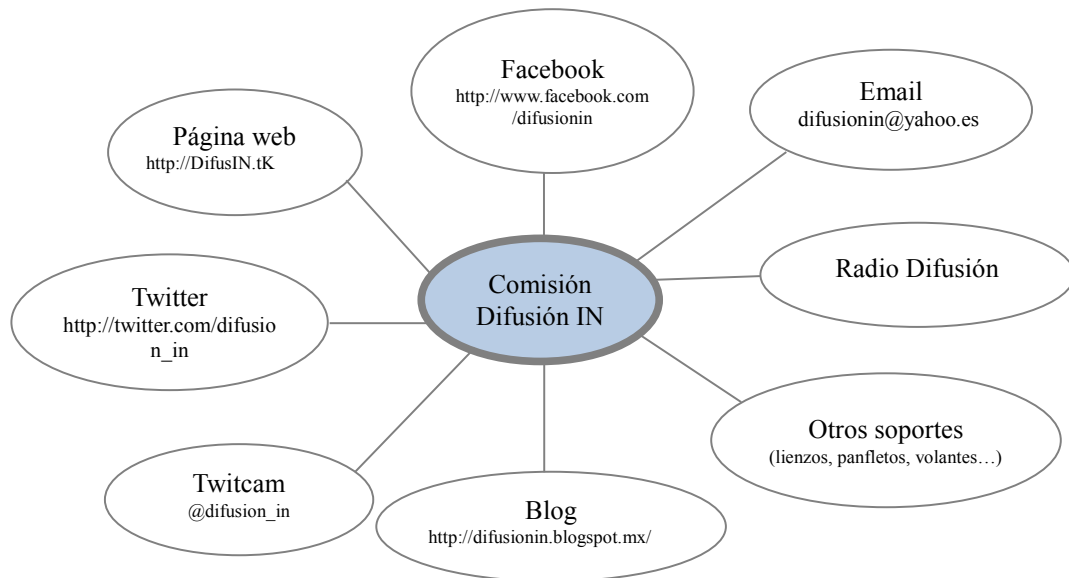 Facebook
http://www.facebook.com
/difusionin
Email
difusionin@yahoo.es
Página web
http://DifusIN.tK
Radio Difusión
Comisión
Difusión IN
Twitter
http://twitter.com/difusio
n_in
Otros soportes
(lienzos, panfletos, volantes…)
Twitcam
@difusion_in
Blog
http://difusionin.blogspot.mx/